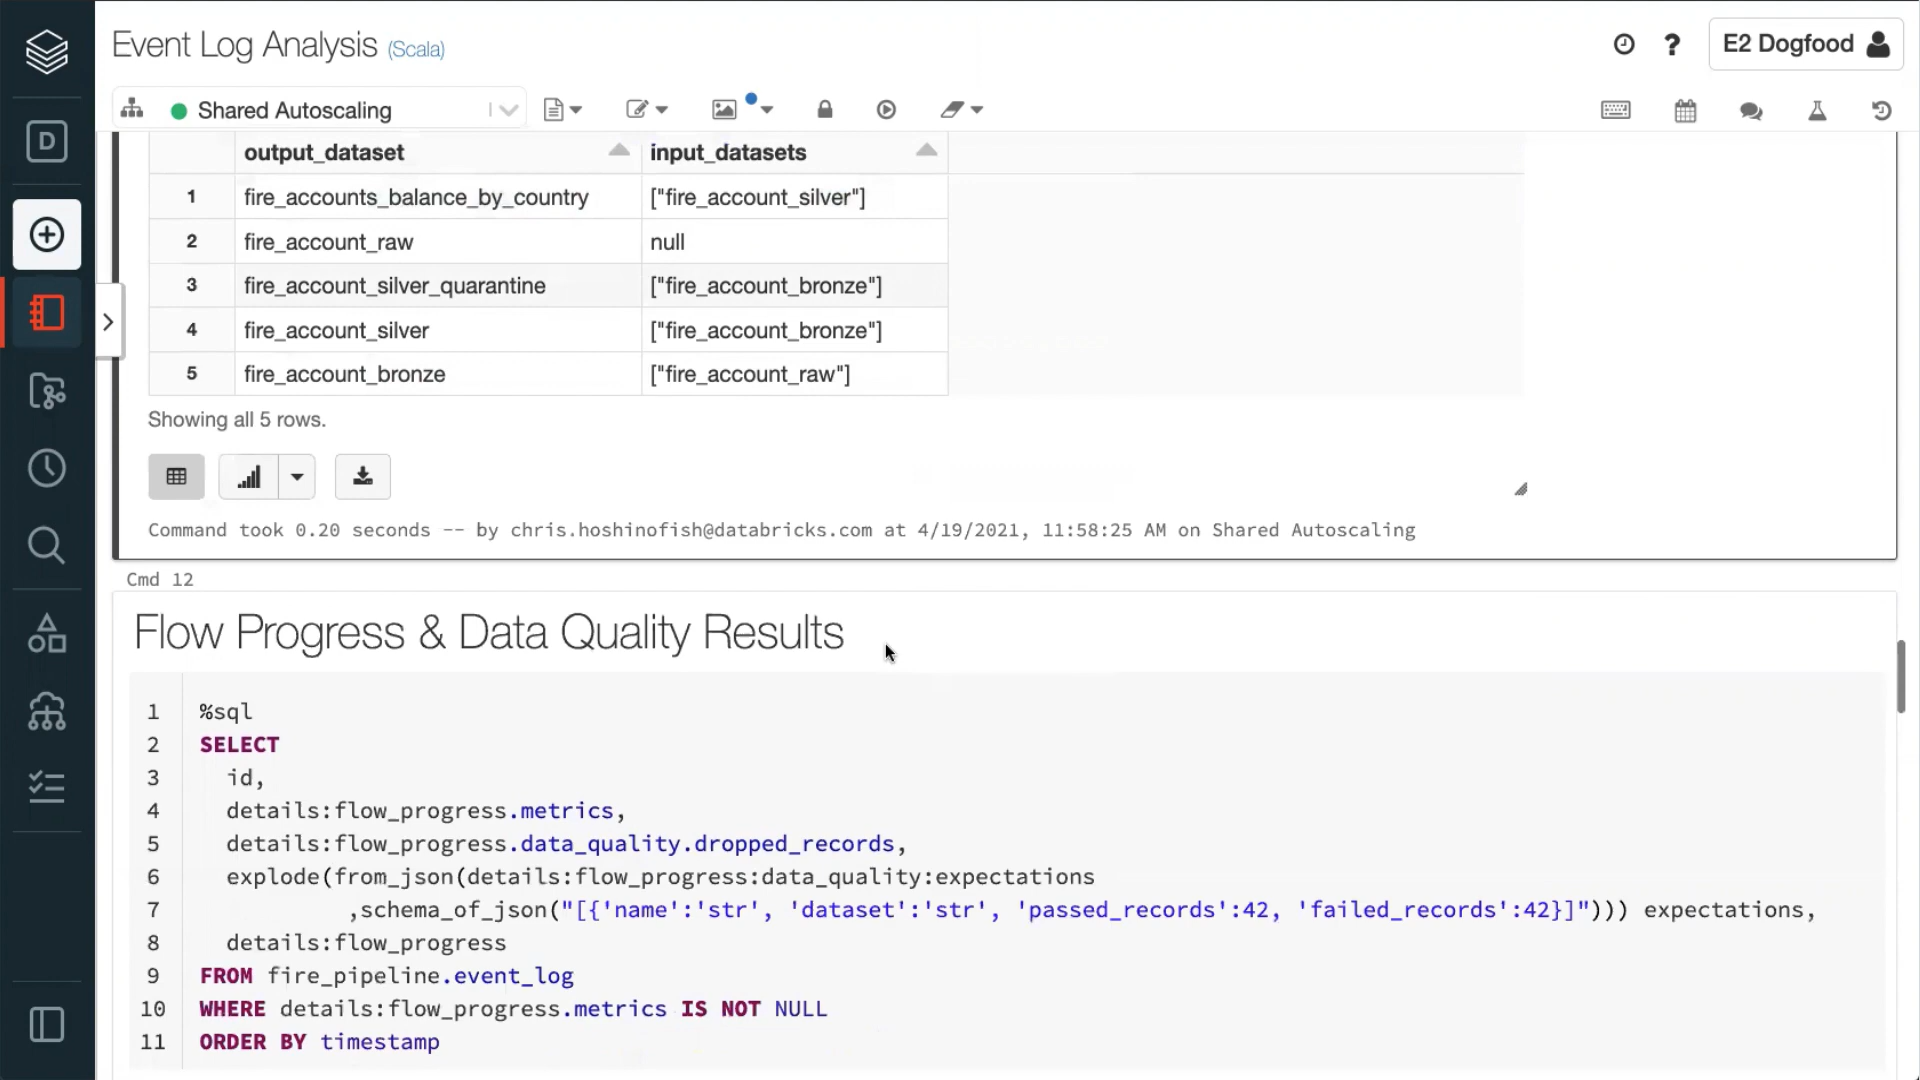 Event Log Analysis (Scala)
E2 Dogfood
D
Shared Autoscaling
output_dataset input_datasets
1 fire_accounts_balance_by_country ["fire_account_silver"]
2 fire_account_raw null
3 fire_account_silver_quarantine ["fire_account_bronze"]
4 fire_account_silver ["fire_account_bronze"]
5 fire_account_bronze ["fire_account_raw"]
Showing all 5 rows.
Command took 0.20 seconds -- by chris.hoshinofish@databricks.com at 4/19/2021, 11:58:25 AM on Shared Autoscaling
Cmd 12
Flow Progress & Data Quality Results
1 %sql
2 SELECT
3 id,
4 details:flow_progress.metrics,
5 details:flow_progress.data_quality.dropped_records,
6 explode(from_json(details:flow_progress:data_quality:expectations
7 ,schema_of_json("[{'name':'str', 'dataset':'str', 'passed_records':42, 'failed_records':42}]"))) expectations,
8 details:flow_progress
9 FROM fire_pipeline.event_log
10 WHERE details:flow_progress.metrics IS NOT NULL
11 ORDER BY timestamp